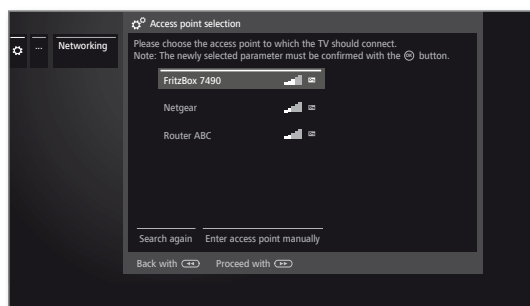 Access point selection
... Networking
Please choose the access point to which the TV should connect.
Note: The newly selected parameter must be confirmed with the OK button.
FritzBox 7490
Netgear
Router ABC
Search again Enter access point manually
Back with Proceed with